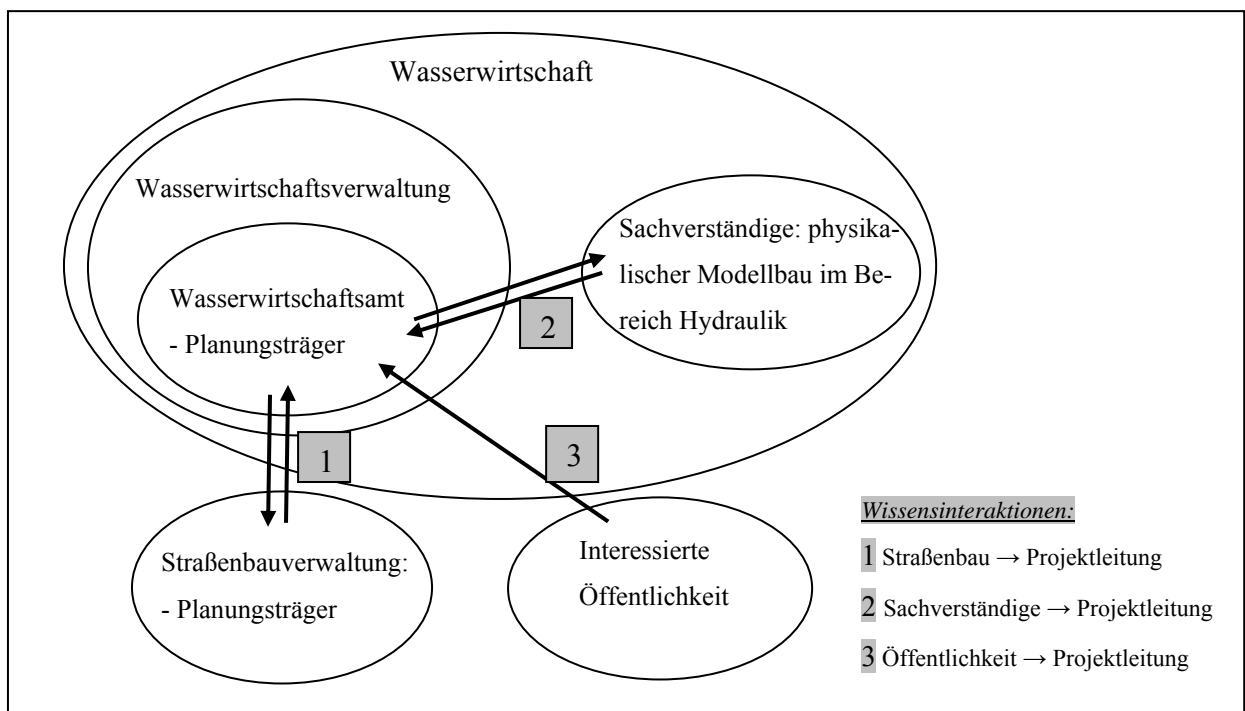 Wasserwirtschaft
Wasserwirtschaftsverwaltung
Wasserwirtschaftsamt
- Planungsträger
Sachverständige: physika-
lischer Modellbau im Be-
reich Hydraulik
2
1
3
Straßenbauverwaltung:
- Planungsträger
Interessierte
Öffentlichkeit
Wissensinteraktionen:
1 Straßenbau → Projektleitung
2 Sachverständige → Projektleitung
3 Öffentlichkeit → Projektleitung